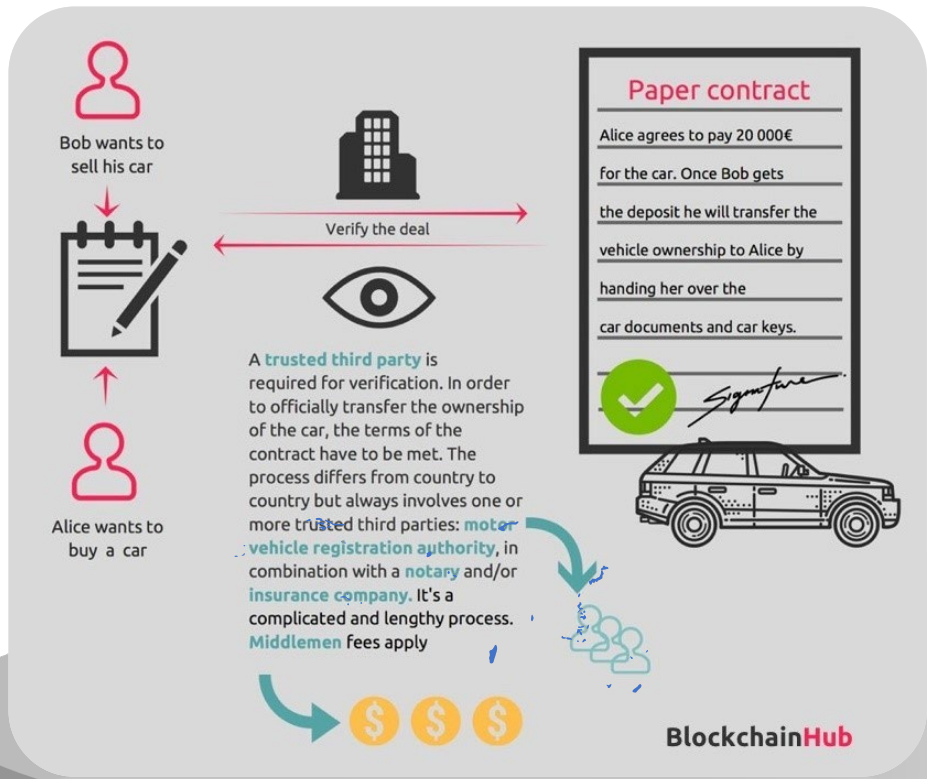 Bob wants to
sell his car
Alice wants to
buy a car
Verify the deal
A trusted third party is
required for verification. In order
to officially transfer the ownership
of the car, the terms of the
contract have to be met. The
process differs from country to
country but always involves one or
more trusted third parties: motor
vehicle registration authority, in
combination with a notary and/or
insurance company. It's a
complicated and lengthy process.
Middlemen fees apply
$ $ $
Paper contract
Alice agrees to pay 20 000€
for the car. Once Bob gets
the deposit he will transfer the
vehicle ownership to Alice by
handing her over the
car documents and car keys.
Signature
BlockchainHub